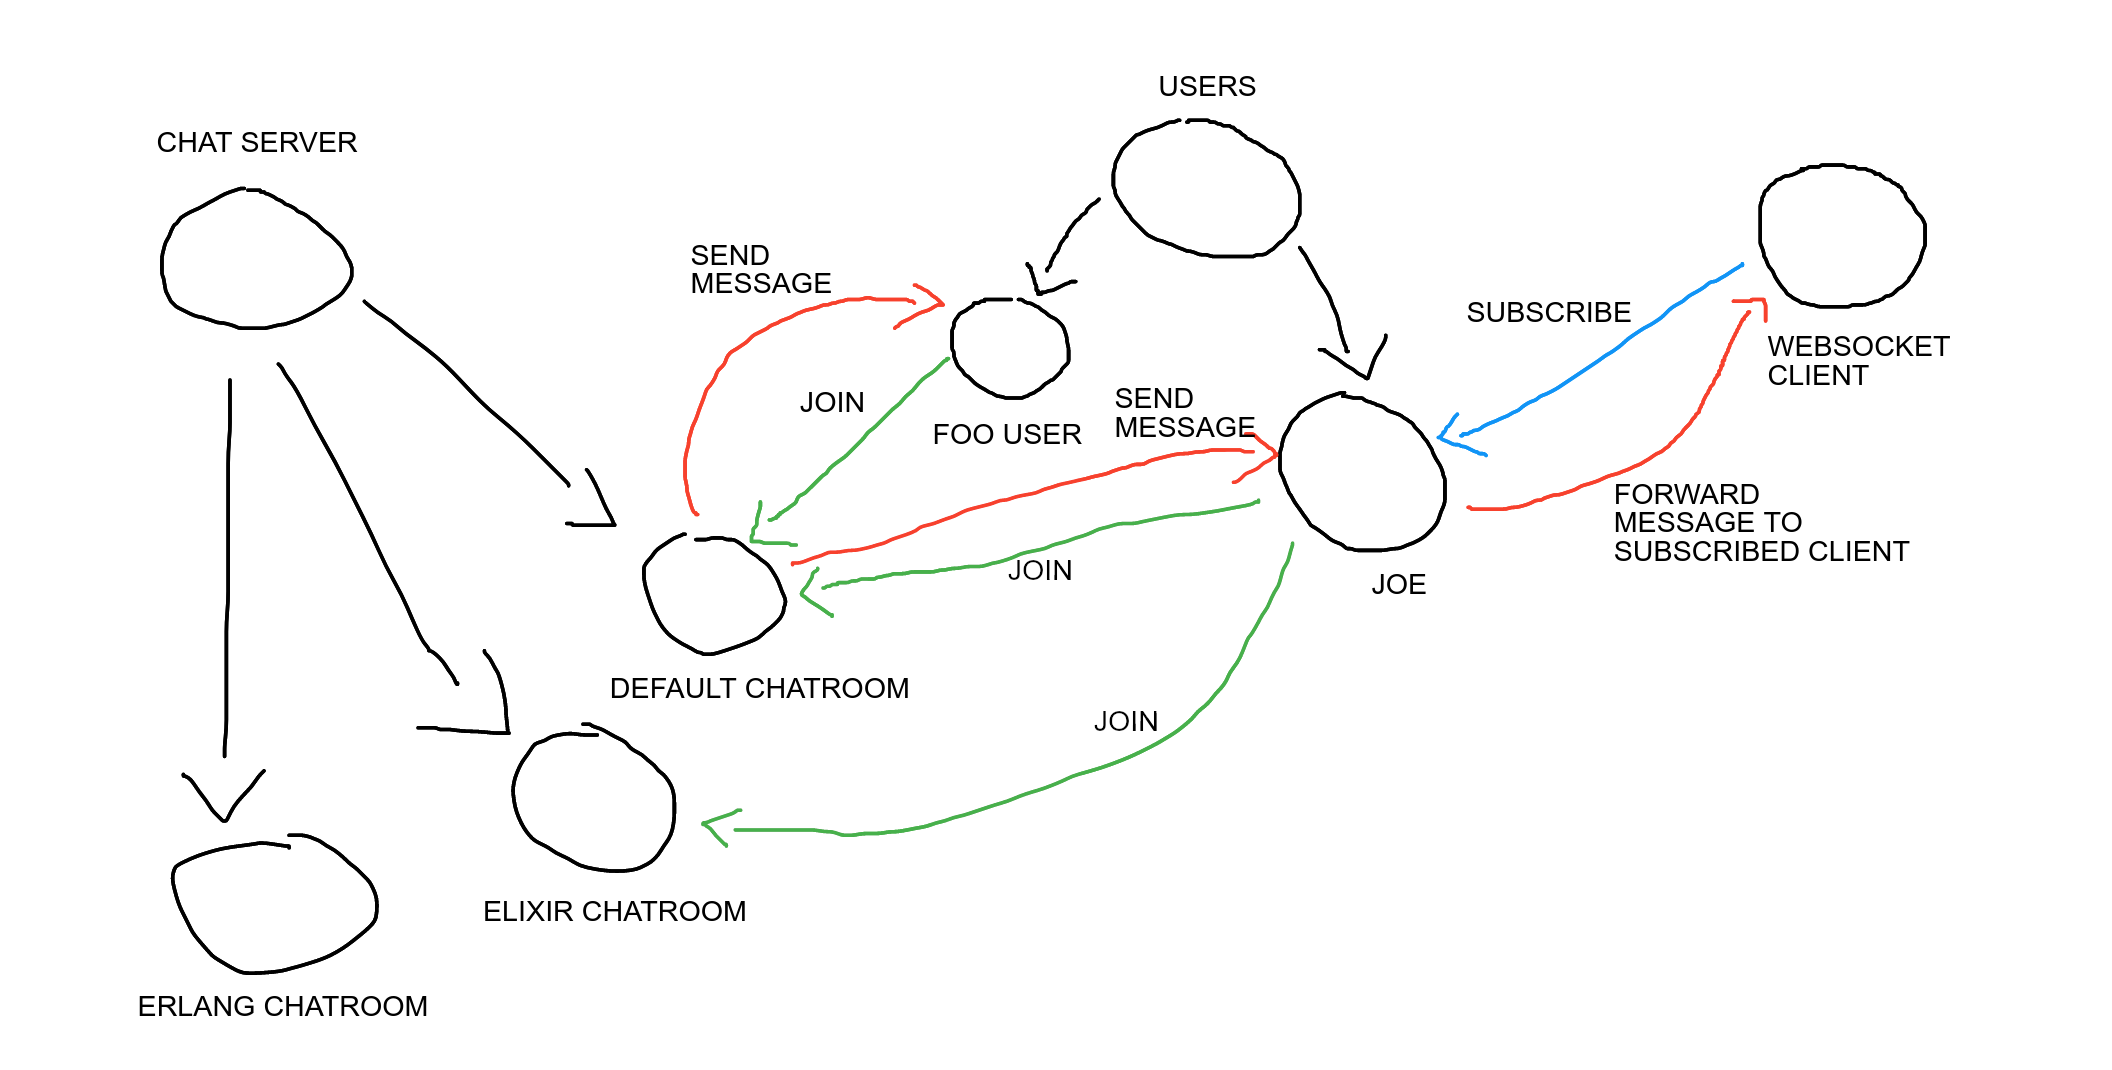 USERS
CHAT SERVER
SEND
MESSAGE
SUBSCRIBE
WEBSOCKET
CLIENT
JOIN
SEND
MESSAGE
FOO USER
FORWARD
MESSAGE TO
SUBSCRIBED CLIENT
JOIN
JOE
DEFAULT CHATROOM
JOIN
ELIXIR CHATROOM
ERLANG CHATROOM